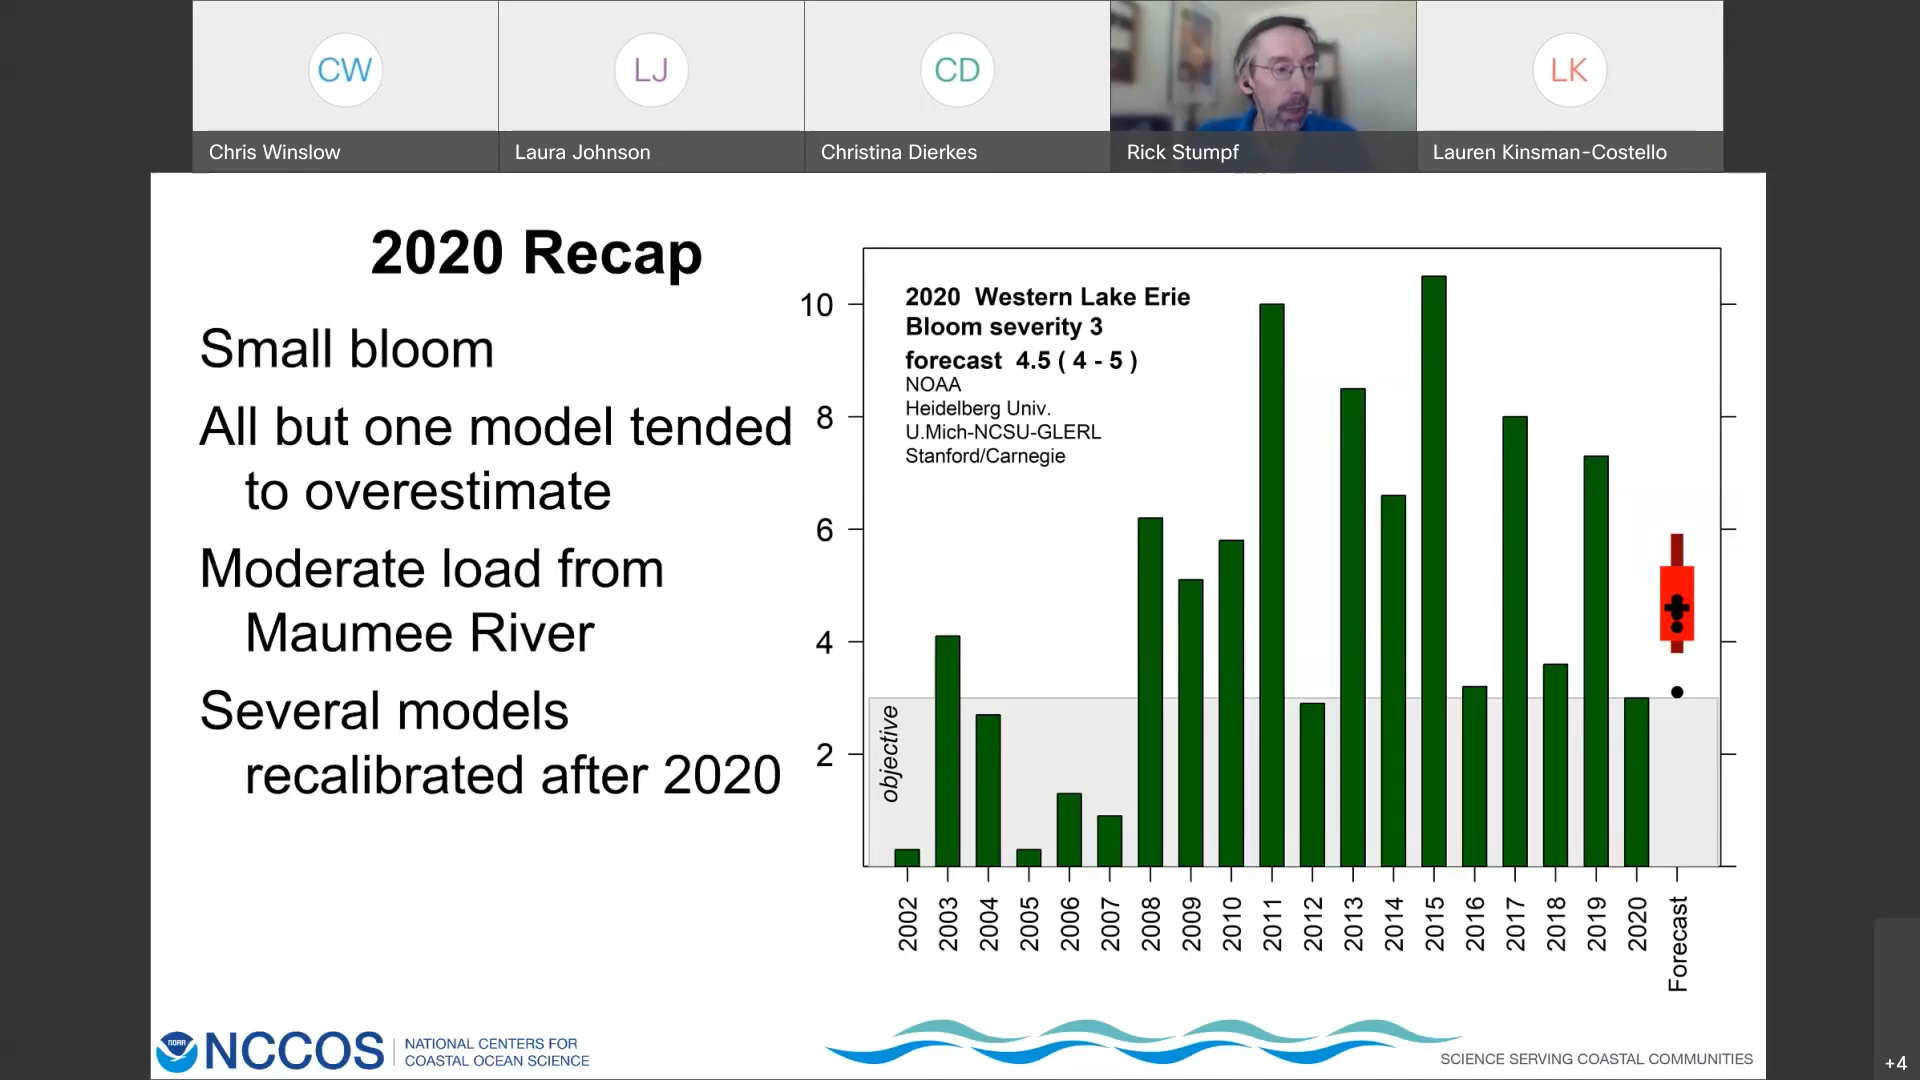 CW
LJ
CD
LK
Chris Winslow
Laura Johnson
Christina Dierkes
Rick Stumpf
Lauren Kinsman-Costello
2020 Recap
Small bloom
All but one model tended
to overestimate
Moderate load from
Maumee River
Several models
recalibrated after 2020
2020 Western Lake Erie
Bloom severity 3
forecast 4.5 ( 4 - 5 )
NOAA
Heidelberg Univ.
U.Mich-NCSU-GLERL
Stanford/Carnegie
10
8
6
4
2
objective
2002
2003
2004
2005
2006
2007
2008
2009
2010
2011
2012
2013
2014
2015
2016
2017
2018
2019
2020
Forecast
NOAA
NCCOS
NATIONAL CENTERS FOR
COASTAL OCEAN SCIENCE
SCIENCE SERVING COASTAL COMMUNITIES
+4